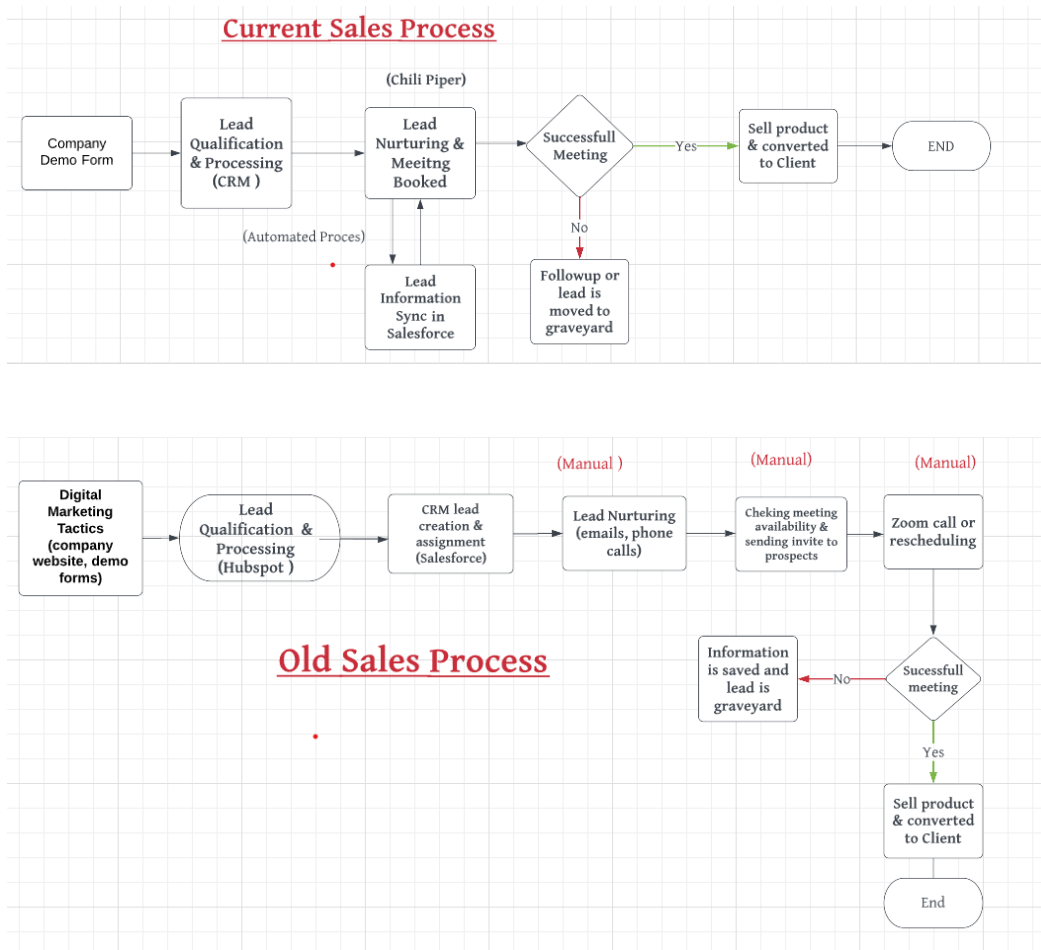 Current Sales Process
(Chili Piper)
Company
Demo Form
Lead
Qualification
& Processing
(CRM )
Lead
Nurturing &
Meeitng
Booked
Successfull
Meeting
Yes
Sell product
& converted
to Client
END
(Automated Proces)
No
Lead
Information
Sync in
Salesforce
Followup or
lead is
moved to
graveyard
(Manual )
(Manual)
(Manual)
Digital
Marketing
Tactics
(company
website, demo
forms)
Lead
Qualification &
Processing
(Hubspot )
CRM lead
creation &
assignment
(Salesforce)
Lead Nurturing
(emails, phone
calls)
Cheking meeting
availability &
sending invite to
prospects
Zoom call or
rescheduling
Old Sales Process
Information
is saved and
lead is
graveyard
No
Sucessfull
meeting
Yes
Sell product
& converted
to Client
End